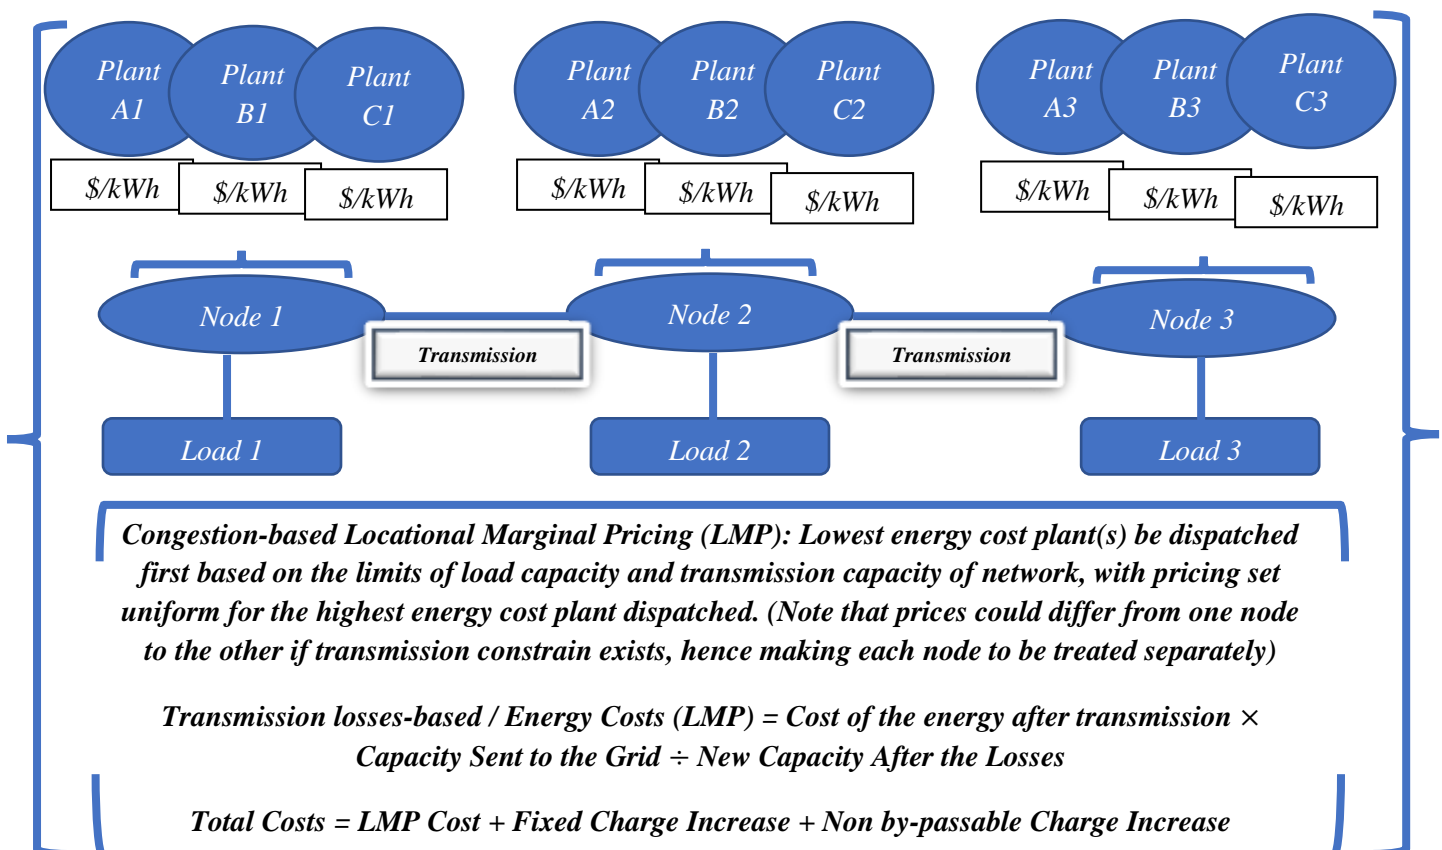 Plant
A1
Plant
B1
Plant
C1
Plant
A2
Plant
B2
Plant
C2
Plant
A3
Plant
B3
Plant
C3
$/kWh
$/kWh
$/kWh
$/kWh
$/kWh
$/kWh
$/kWh
$/kWh
$/kWh
Node 1
Node 2
Node 3
Transmission
Transmission
Load 1
Load 2
Load 3
Congestion-based Locational Marginal Pricing (LMP): Lowest energy cost plant(s) be dispatched
first based on the limits of load capacity and transmission capacity of network, with pricing set
uniform for the highest energy cost plant dispatched. (Note that prices could differ from one node
to the other if transmission constrain exists, hence making each node to be treated separately)
Transmission losses-based / Energy Costs (LMP) = Cost of the energy after transmission ×
Capacity Sent to the Grid ÷ New Capacity After the Losses
Total Costs = LMP Cost + Fixed Charge Increase + Non by-passable Charge Increase